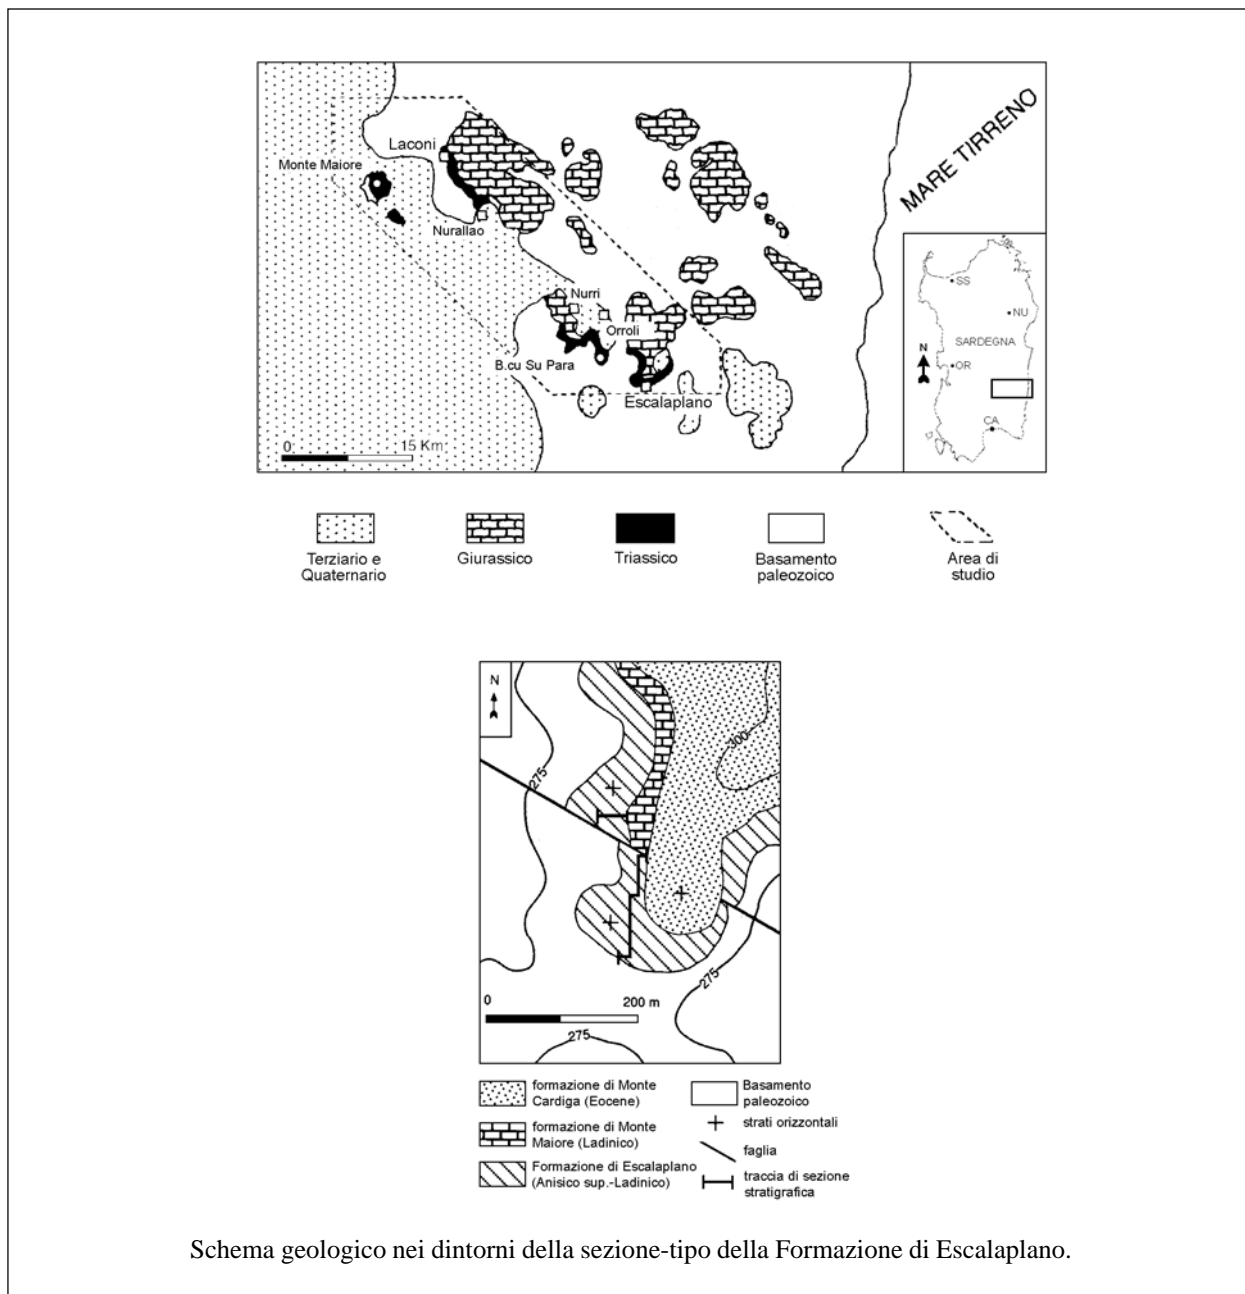 MARE TIRRENO
Laconi
Monte Maiore
Nurallao
Nurri
Orroli
B.cu Su Para
Escalaplano
0 15 Km
SS
NU
SARDEGNA
N
OR
CA
Terziario e
Quaternario
Giurassico
Triassico
Basamento
paleozoico
Area di
studio
N
275
300
275
0 200 m
275
formazione di Monte
Cardiga (Eocene)
formazione di Monte
Maiore (Ladinico)
Formazione di Escalaplano
(Anisico sup.-Ladinico)
Basamento
paleozoico
strati orizzontali
faglia
traccia di sezione
stratigrafica
Schema geologico nei dintorni della sezione-tipo della Formazione di Escalaplano.